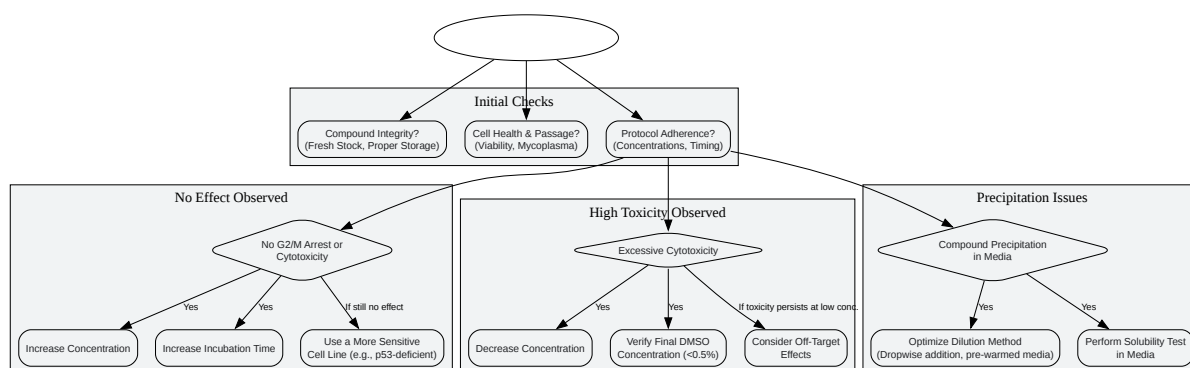 Initial Checks
Compound Integrity?
(Fresh Stock, Proper Storage)
Cell Health & Passage?
(Viability, Mycoplasma)
Protocol Adherence?
(Concentrations, Timing)
No Effect Observed
No G2/M Arrest or
Cytotoxicity
Yes
Yes
If still no effect
Increase Concentration
Increase Incubation Time
Use a More Sensitive
Cell Line (e.g., p53-deficient)
High Toxicity Observed
Excessive Cytotoxicity
Yes
Yes
If toxicity persists at low conc.
Decrease Concentration
Verify Final DMSO
Concentration (<0.5%)
Consider Off-Target
Effects
Precipitation Issues
Compound Precipitation
in Media
Yes
Yes
Optimize Dilution Method
(Dropwise addition, pre-warmed media)
Perform Solubility Test
in Media